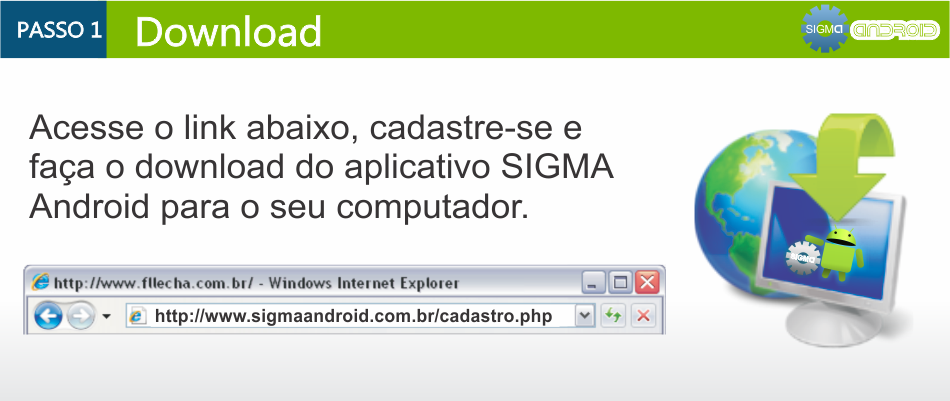 PASSO 1
Download
SIGMA
ANDROID
Acesse o link abaixo, cadastre-se e
faça o download do aplicativo SIGMA
Android para o seu computador.
SIGMA
http://www.fllecha.com.br/ - Windows Internet Explorer
http://www.sigmaandroid.com.br/cadastro.php